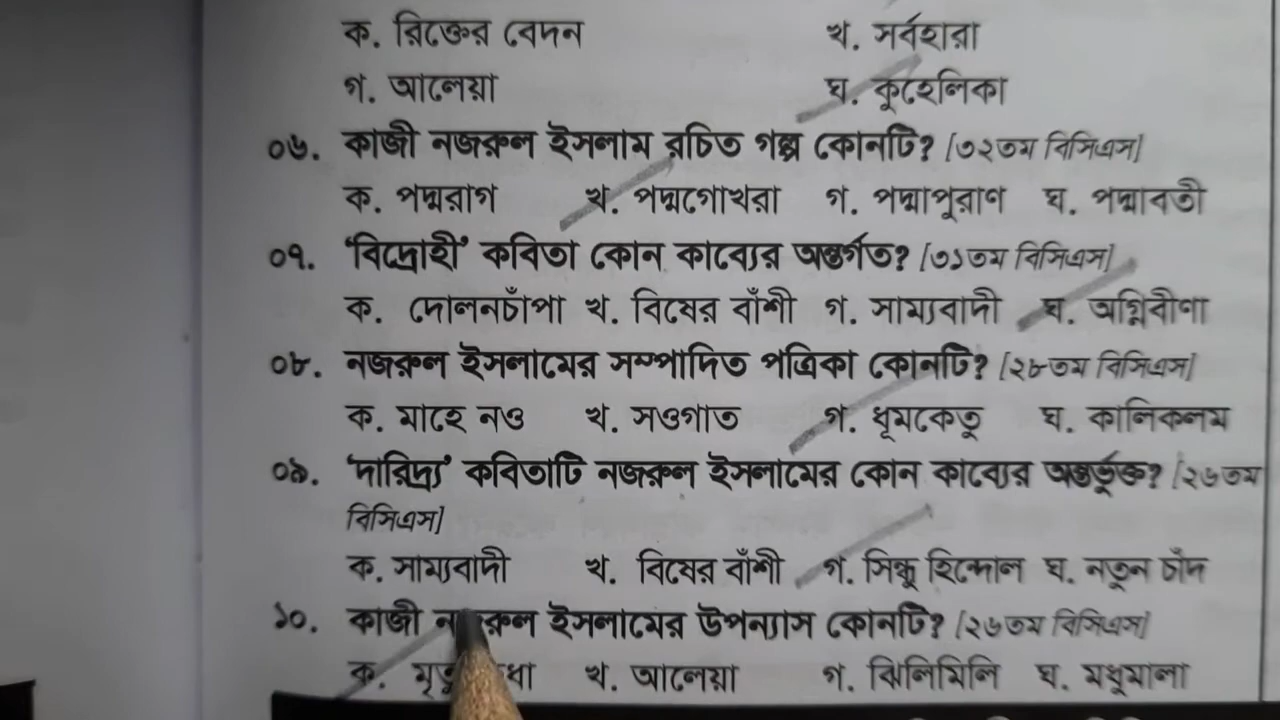 ক. রিক্তের বেদন খ. সর্বহারা
গ. আলেয়া ঘ. কুহেলিকা
০৬. কাজী নজরুল ইসলাম রচিত গল্প কোনটি? [৩২তম বিসিএস]
ক. পদ্মরাগ খ. পদ্মগোখরা গ. পদ্মাপুরাণ ঘ. পদ্মাবতী
০৭. ‘বিদ্রোহী’ কবিতা কোন কাব্যের অন্তর্গত? [৩১তম বিসিএস]
ক. দোলনচাঁপা খ. বিষের বাঁশী গ. সাম্যবাদী ঘ. অগ্নিবীণা
০৮. নজরুল ইসলামের সম্পাদিত পত্রিকা কোনটি? [২৮তম বিসিএস]
ক. মাহে নও খ. সওগাত গ. ধূমকেতু ঘ. কালিকলম
০৯. ‘দারিদ্র্য’ কবিতাটি নজরুল ইসলামের কোন কাব্যের অন্তর্ভুক্ত? [২৬তম
বিসিএস]
ক. সাম্যবাদী খ. বিষের বাঁশী গ. সিন্ধু হিন্দোল ঘ. নতুন চাঁদ
১০. কাজী নজরুল ইসলামের উপন্যাস কোনটি? [২৬তম বিসিএস]
ক. খ. আলেয়া গ. ঝিলিমিলি ঘ. মধুমালা